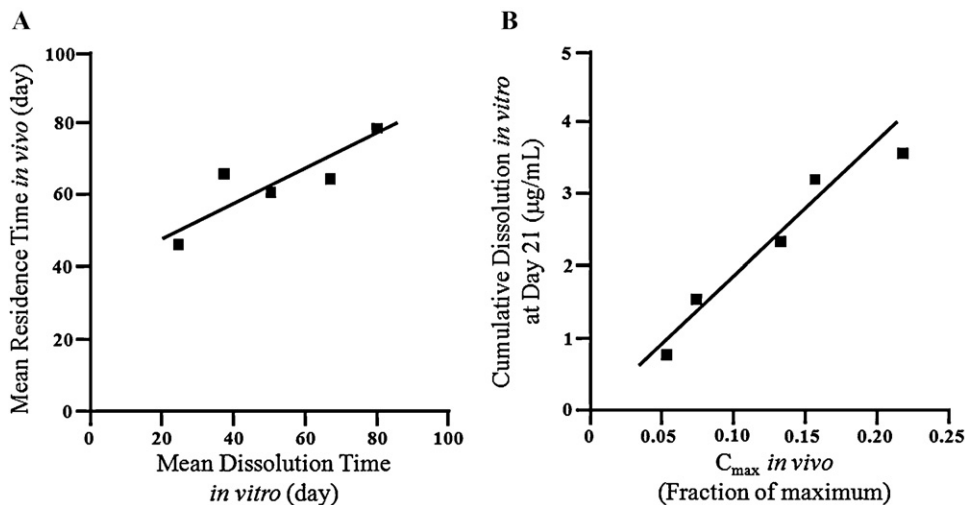 A
100
80
60
40
20
0
Mean Residence Time in vivo (day)
0 20 40 60 80 100
Mean Dissolution Time
in vitro (day)
B
5
4
3
2
1
0
Cumulative Dissolution in vitro
at Day 21 (μg/mL)
0 0.05 0.10 0.15 0.20 0.25
Cmax in vivo
(Fraction of maximum)